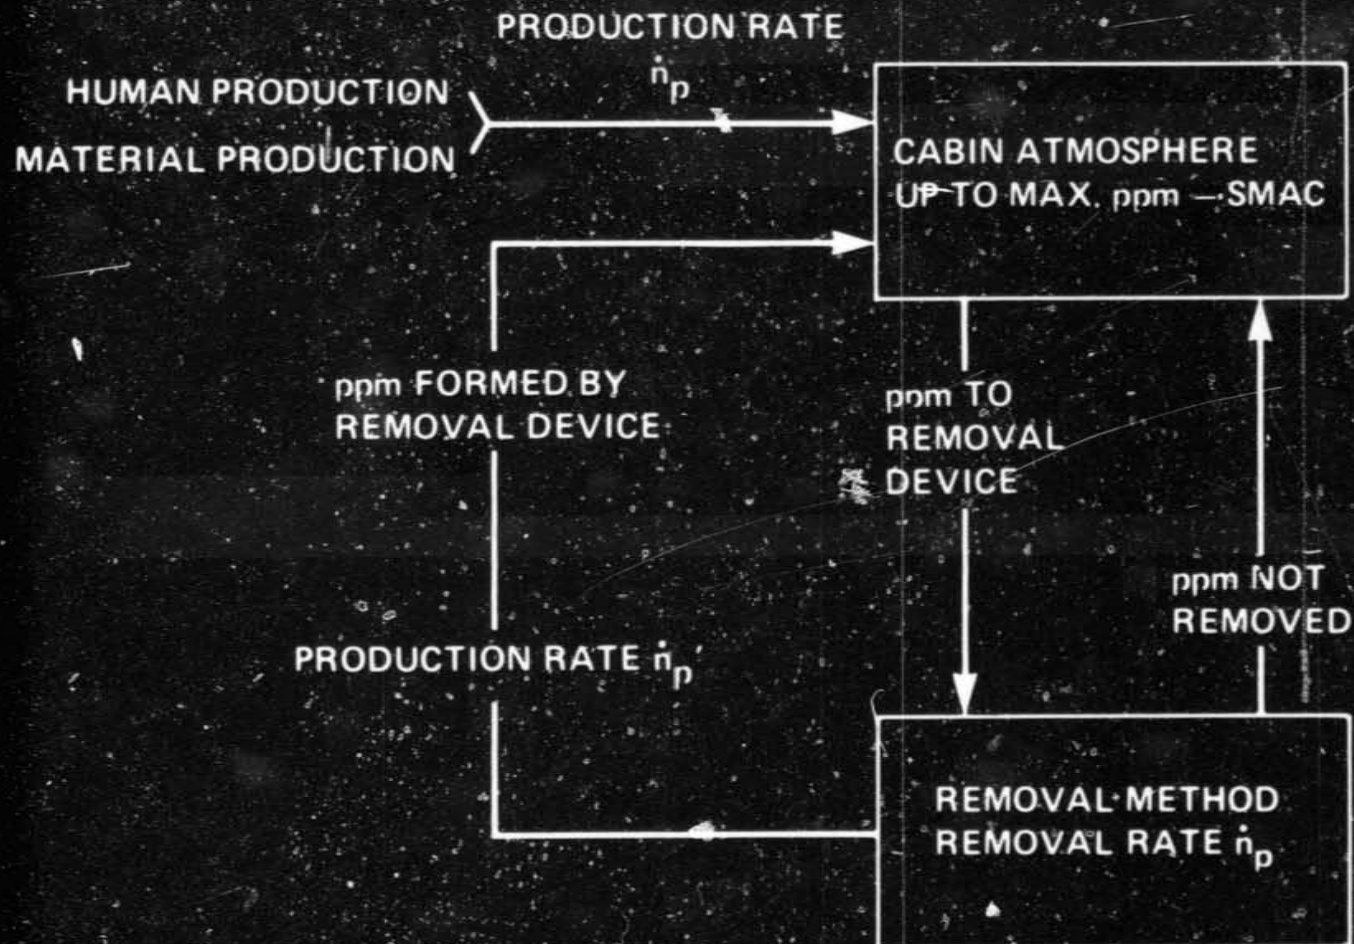 PRODUCTION RATE
ṅp
HUMAN PRODUCTION
MATERIAL PRODUCTION
CABIN ATMOSPHERE
UP TO MAX. ppm — SMAC
ppm FORMED BY
REMOVAL DEVICE
ppm TO
REMOVAL
DEVICE
ppm NOT
REMOVED
PRODUCTION RATE ṅp'
REMOVAL METHOD
REMOVAL RATE ṅp